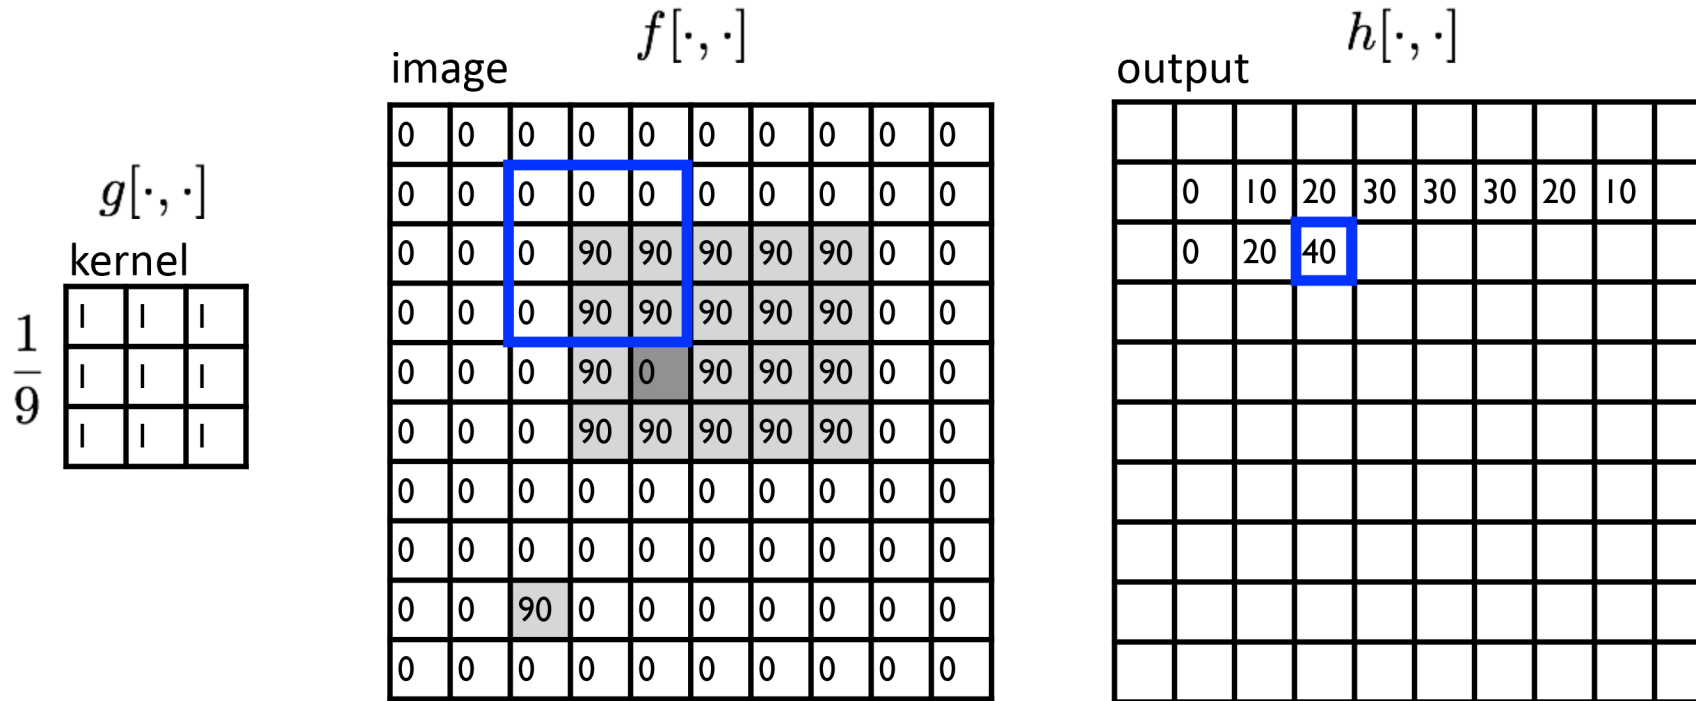 f[·,·]
h[·,·]
image
output
0 0 0 0 0 0 0 0 0 0
0 0 0 0 0 0 0 0 0 0
0 10 20 30 30 30 20 10
g[·,·]
kernel
0 0 0 90 90 90 90 90 0 0
0 20 40
1/9
1 1 1
1 1 1
1 1 1
0 0 0 90 90 90 90 90 0 0
0 0 0 90 0 90 90 90 0 0
0 0 0 90 90 90 90 90 0 0
0 0 0 0 0 0 0 0 0 0
0 0 0 0 0 0 0 0 0 0
0 0 90 0 0 0 0 0 0 0
0 0 0 0 0 0 0 0 0 0